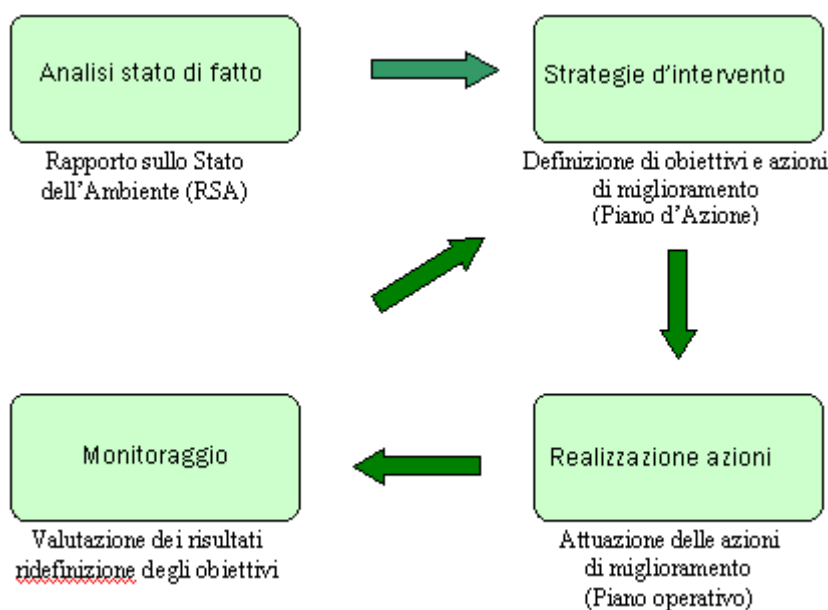 Analisi stato di fatto
Rapporto sullo Stato
dell'Ambiente (RSA)
Strategie d'intervento
Definizione di obiettivi e azioni
di miglioramento
(Piano d'Azione)
Monitoraggio
Valutazione dei risultati
ridefinizione degli obiettivi
Realizzazione azioni
Attuazione delle azioni
di miglioramento
(Piano operativo)